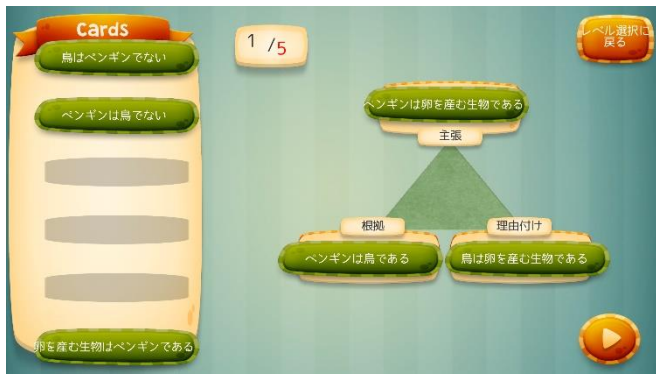 Cards
鳥はペンギンでない
ペンギンは鳥でない
卵を産む生物はペンギンである
1 /5
レベル選択に
戻る
ペンギンは卵を産む生物である
主張
根拠
理由付け
ペンギンは鳥である
鳥は卵を産む生物である